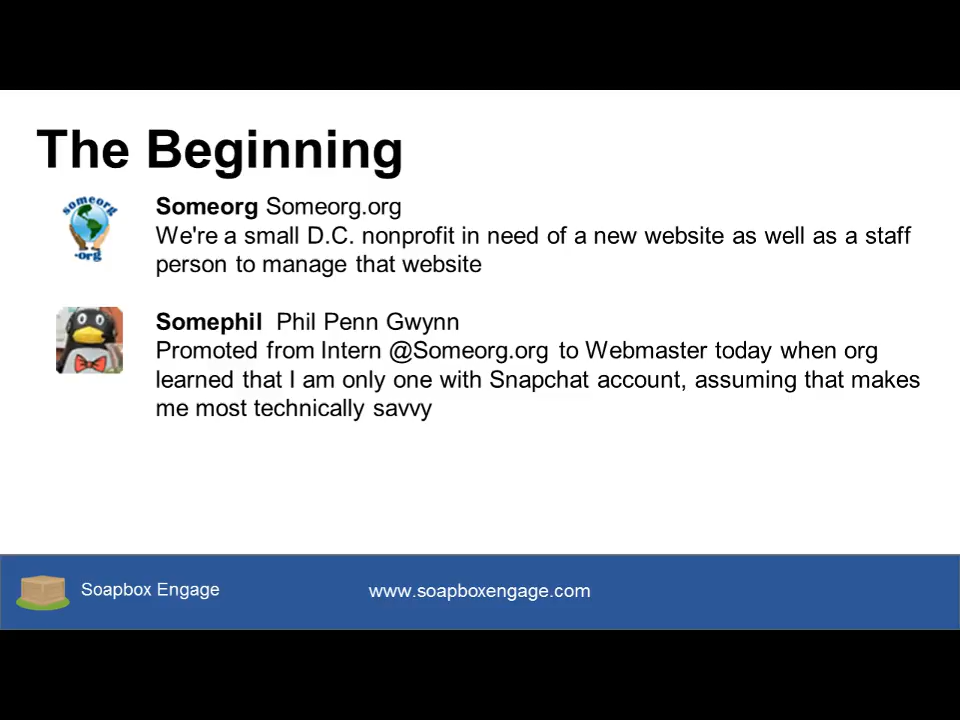 The Beginning
someorg
.org
Someorg Someorg.org
We're a small D.C. nonprofit in need of a new website as well as a staff
person to manage that website
Somephil Phil Penn Gwynn
Promoted from Intern @Someorg.org to Webmaster today when org
learned that I am only one with Snapchat account, assuming that makes
me most technically savvy
Soapbox Engage
www.soapboxengage.com